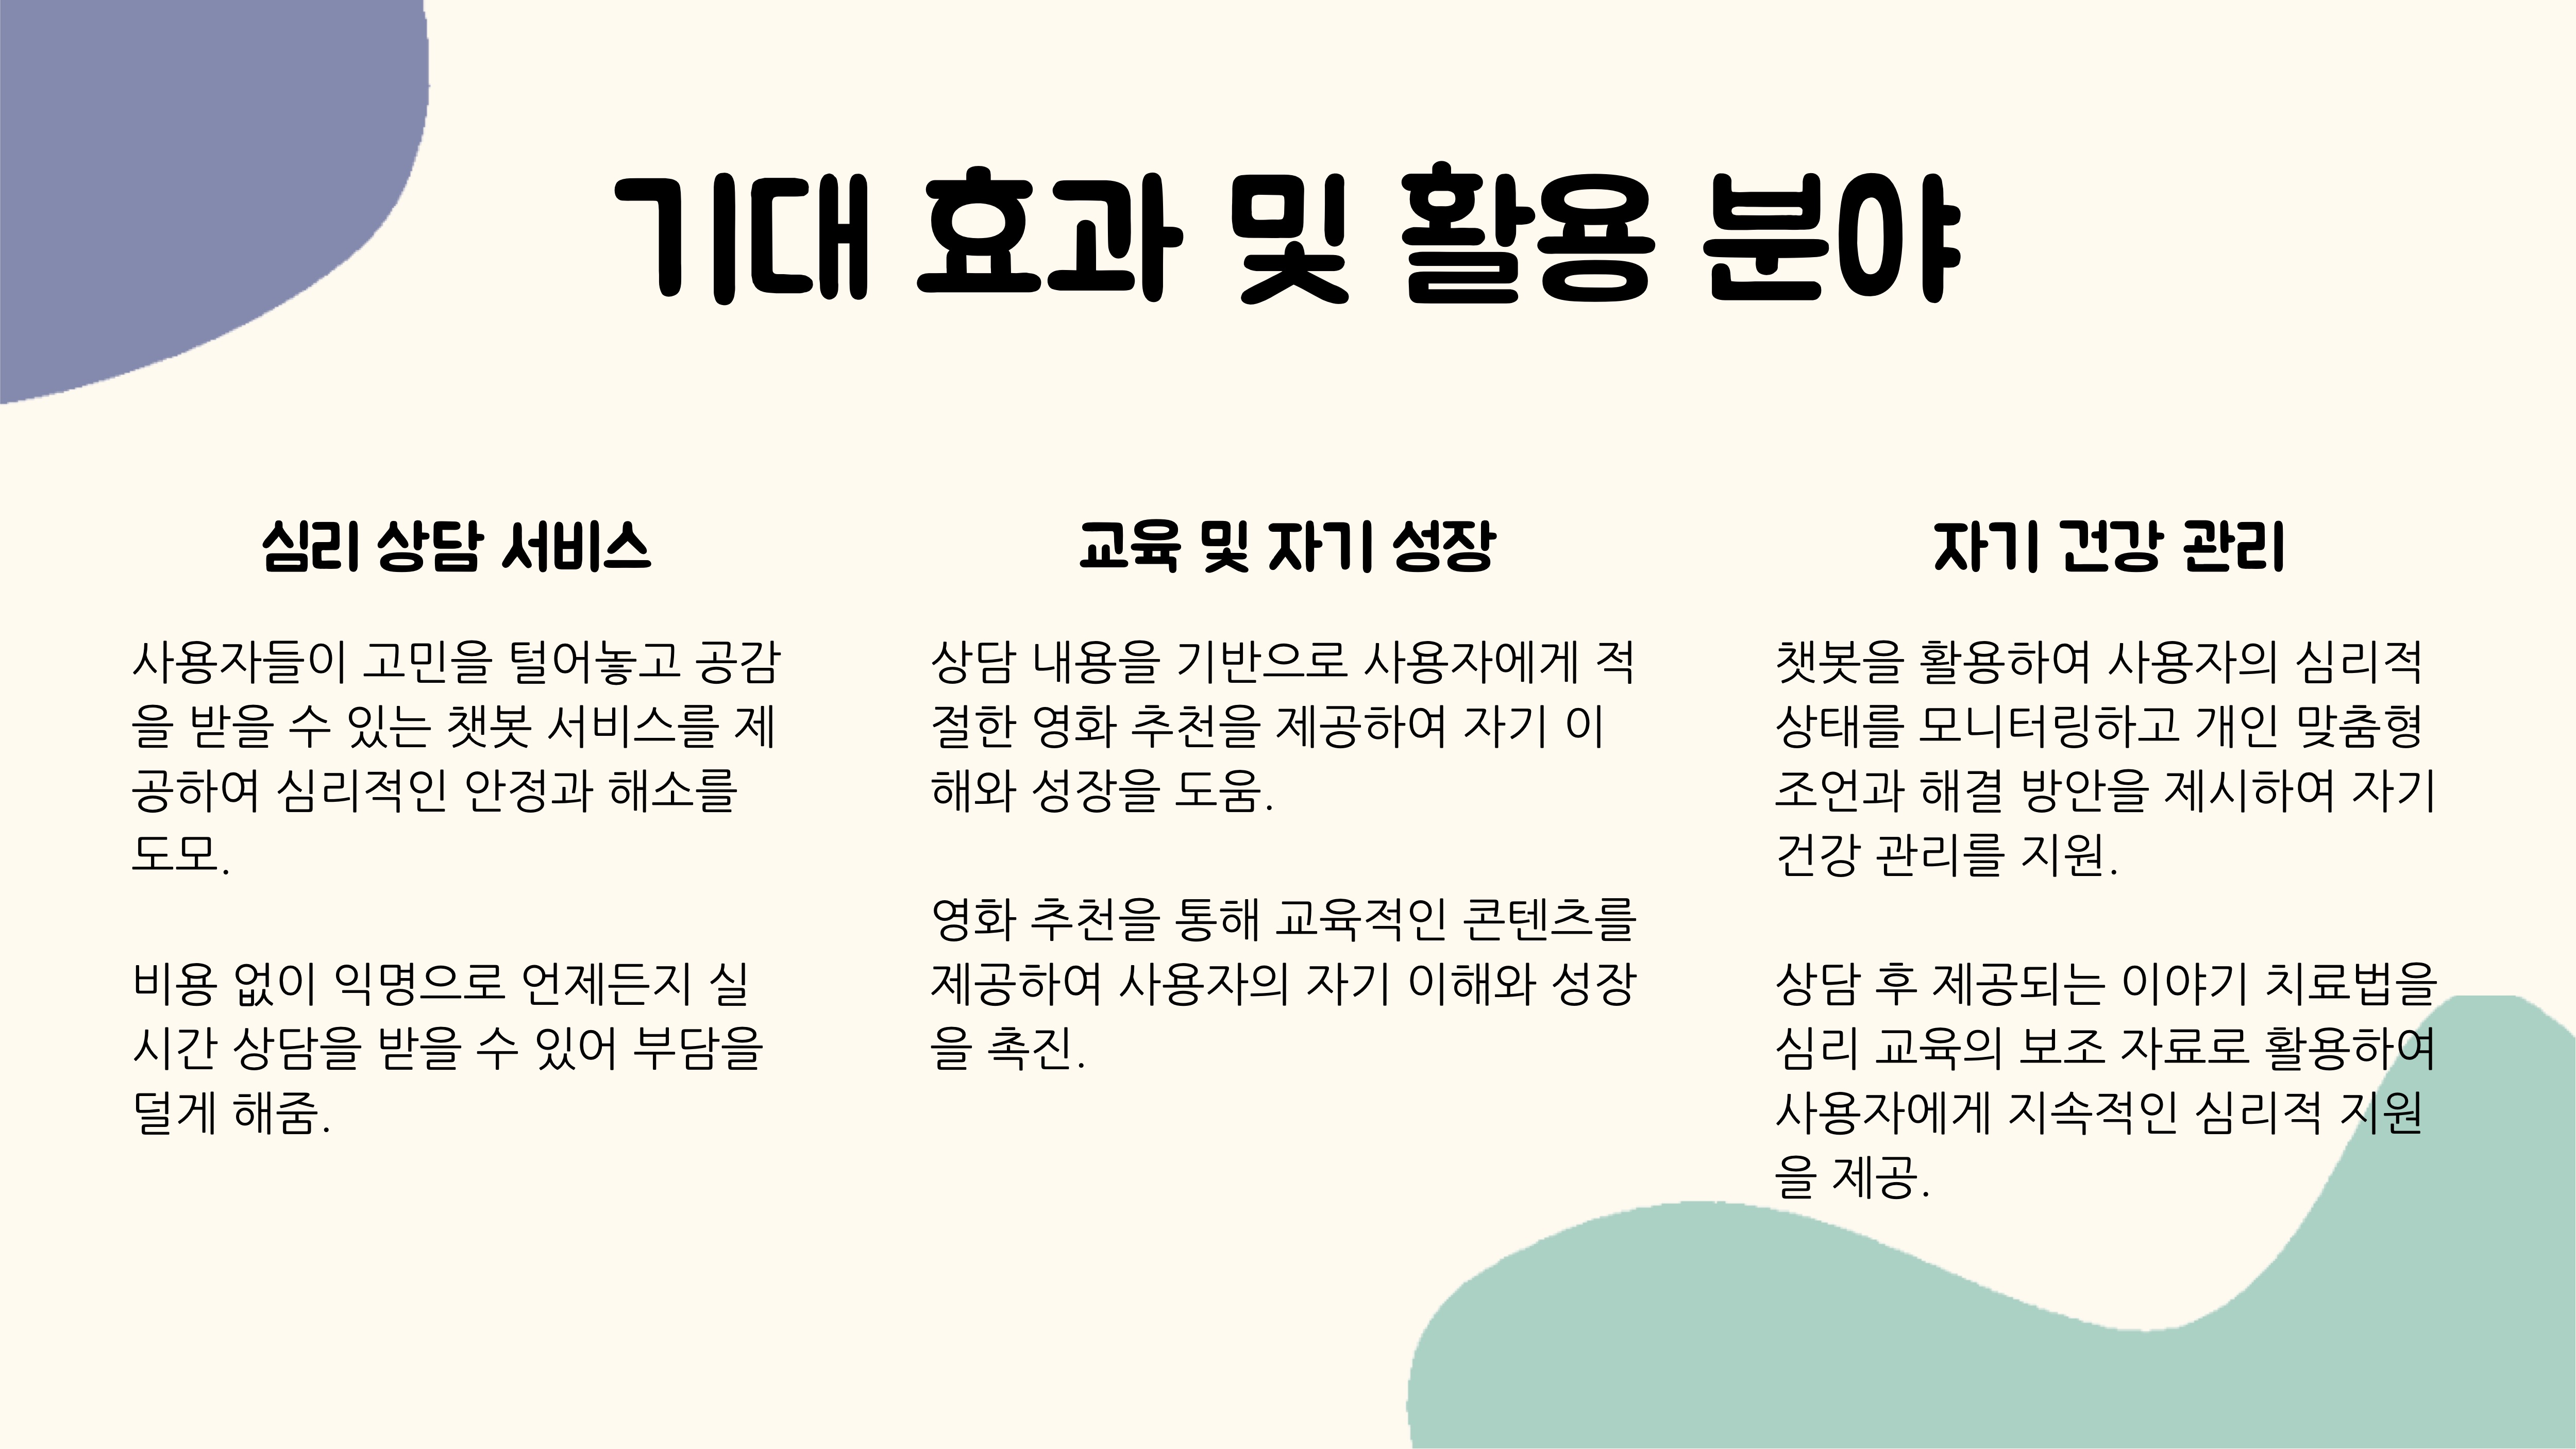 기대 효과 및 활용 분야
심리 상담 서비스
사용자들이 고민을 털어놓고 공감
을 받을 수 있는 챗봇 서비스를 제
공하여 심리적인 안정과 해소를
도모.
비용 없이 익명으로 언제든지 실
시간 상담을 받을 수 있어 부담을
덜게 해줌.
교육 및 자기 성장
상담 내용을 기반으로 사용자에게 적
절한 영화 추천을 제공하여 자기 이
해와 성장을 도움.
영화 추천을 통해 교육적인 콘텐츠를
제공하여 사용자의 자기 이해와 성장
을 촉진.
자기 건강 관리
챗봇을 활용하여 사용자의 심리적
상태를 모니터링하고 개인 맞춤형
조언과 해결 방안을 제시하여 자기
건강 관리를 지원.
상담 후 제공되는 이야기 치료법을
심리 교육의 보조 자료로 활용하여
사용자에게 지속적인 심리적 지원
을 제공.